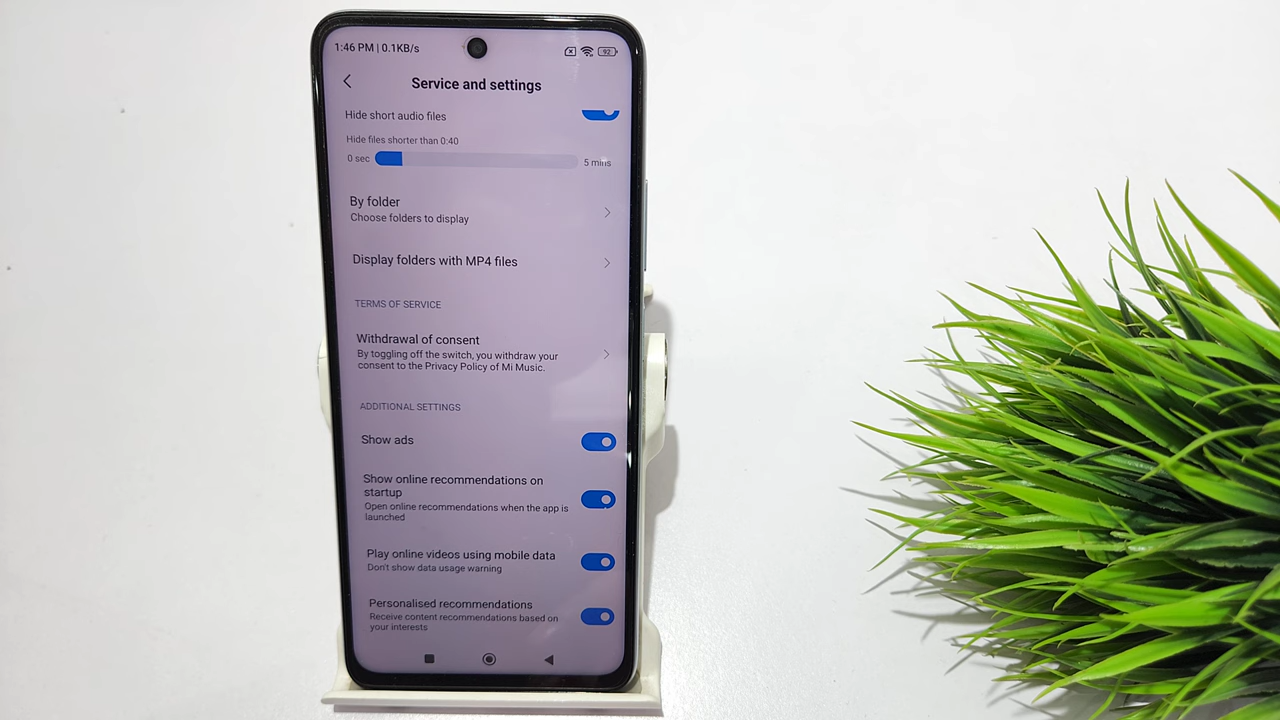 1:46 PM | 0.1KB/s
92
Service and settings
Hide short audio files
Hide files shorter than 0:40
0 sec
5 mins
By folder
Choose folders to display
Display folders with MP4 files
TERMS OF SERVICE
Withdrawal of consent
By toggling off the switch, you withdraw your
consent to the Privacy Policy of Mi Music.
ADDITIONAL SETTINGS
Show ads
Show online recommendations on
startup
Open online recommendations when the app is
launched
Play online videos using mobile data
Don't show data usage warning
Personalised recommendations
Receive content recommendations based on
your interests